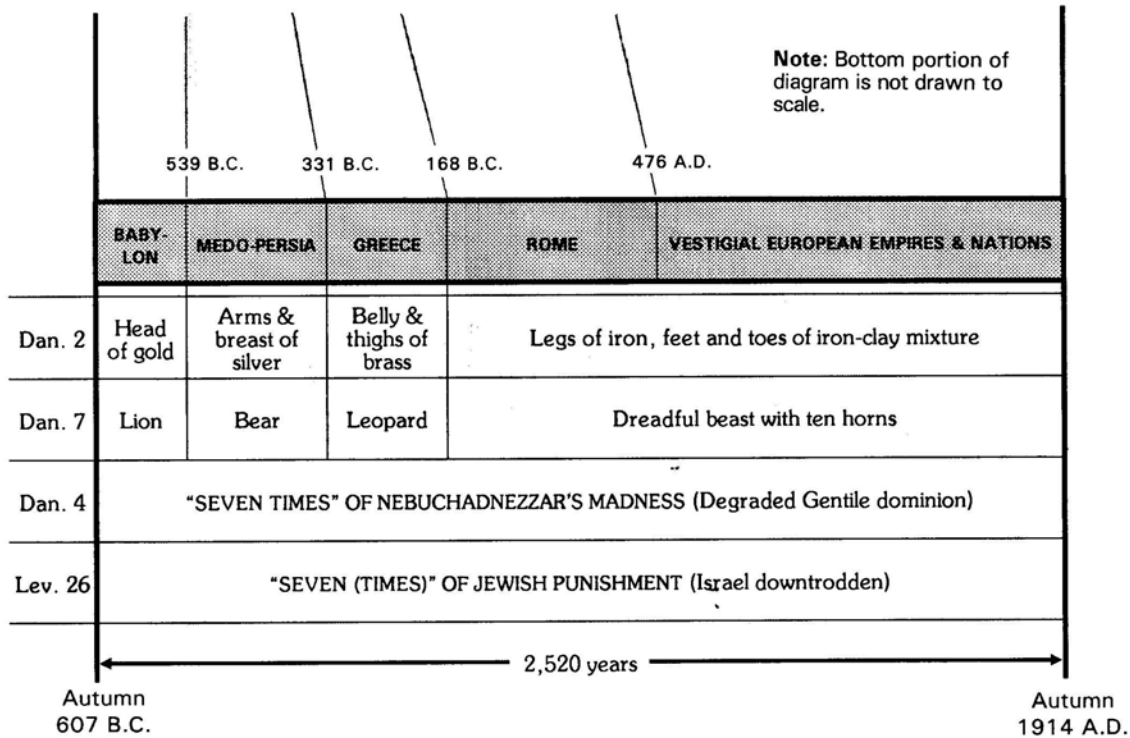 Note: Bottom portion of
diagram is not drawn to
scale.
539 B.C.
331 B.C.
168 B.C.
476 A.D.
BABY-
LON
MEDO-PERSIA
GREECE
ROME
VESTIGIAL EUROPEAN EMPIRES & NATIONS
Dan. 2
Head
of gold
Arms &
breast of
silver
Belly &
thighs of
brass
Legs of iron, feet and toes of iron-clay mixture
Dan. 7
Lion
Bear
Leopard
Dreadful beast with ten horns
Dan. 4
“SEVEN TIMES” OF NEBUCHADNEZZAR'S MADNESS (Degraded Gentile dominion)
Lev. 26
“SEVEN (TIMES)” OF JEWISH PUNISHMENT (Israel downtrodden)
2,520 years
Autumn
607 B.C.
Autumn
1914 A.D.